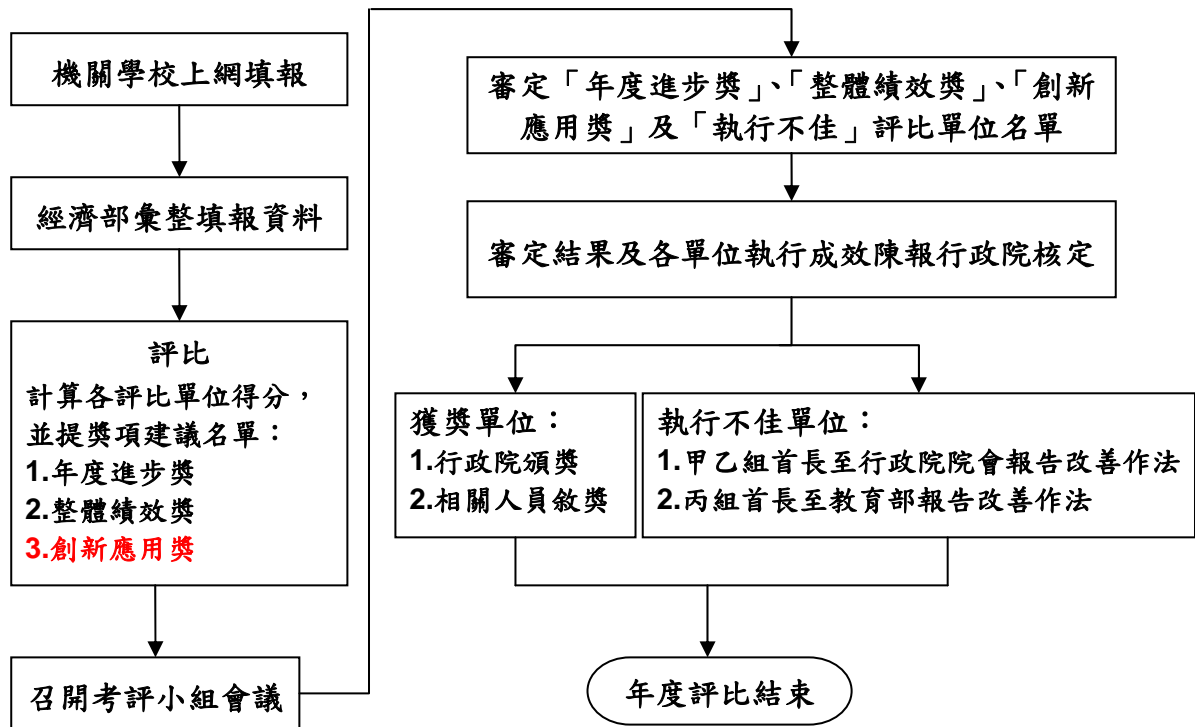 機關學校上網填報
經濟部彙整填報資料
評比
計算各評比單位得分，
並提獎項建議名單：
1.年度進步獎
2.整體績效獎
3.創新應用獎
召開考評小組會議
審定「年度進步獎」、「整體績效獎」、「創新
應用獎」及「執行不佳」評比單位名單
審定結果及各單位執行成效陳報行政院核定
獲獎單位：
1.行政院頒獎
2.相關人員敘獎
執行不佳單位：
1.甲乙組首長至行政院院會報告改善作法
2.丙組首長至教育部報告改善作法
年度評比結束